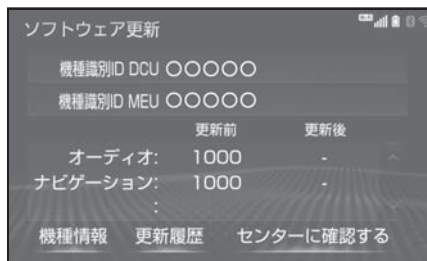 ソフトウェア更新
機種識別ID DCU 〇〇〇〇〇
機種識別ID MEU 〇〇〇〇〇
更新前 更新後
オーディオ: 1000 -
ナビゲーション: 1000 -
:
機種情報 更新履歴 センターに確認する